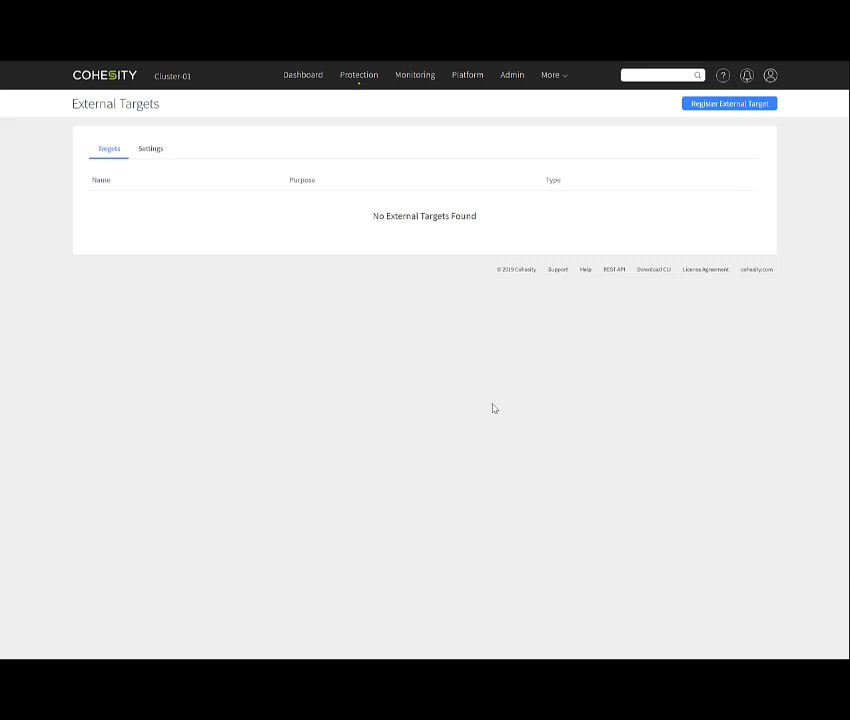 COHESITY Cluster-01 Dashboard Protection Monitoring Platform Admin More ?
External Targets Register External Target
Targets Settings
Name Purpose Type
No External Targets Found
© 2019 Cohesity Support Help REST API Download CLI License Agreement cohesity.com